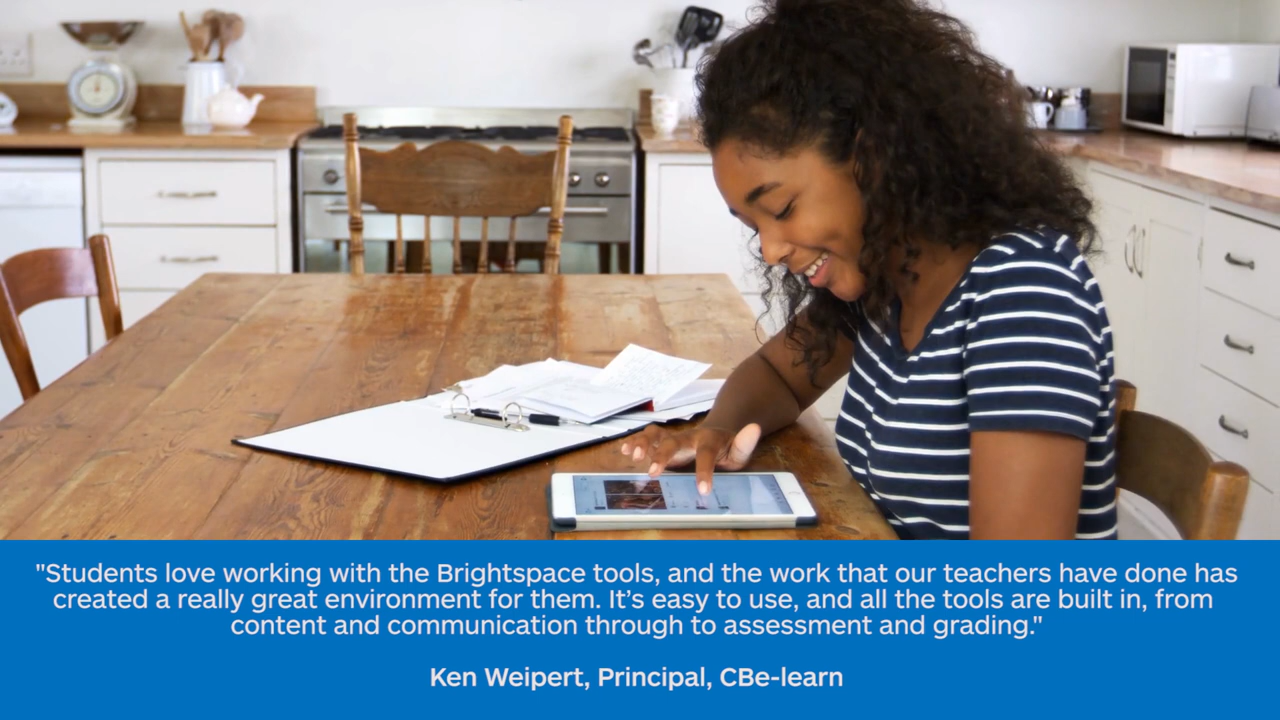 "Students love working with the Brightspace tools, and the work that our teachers have done has
created a really great environment for them. It’s easy to use, and all the tools are built in, from
content and communication through to assessment and grading."
Ken Weipert, Principal, CBe-learn